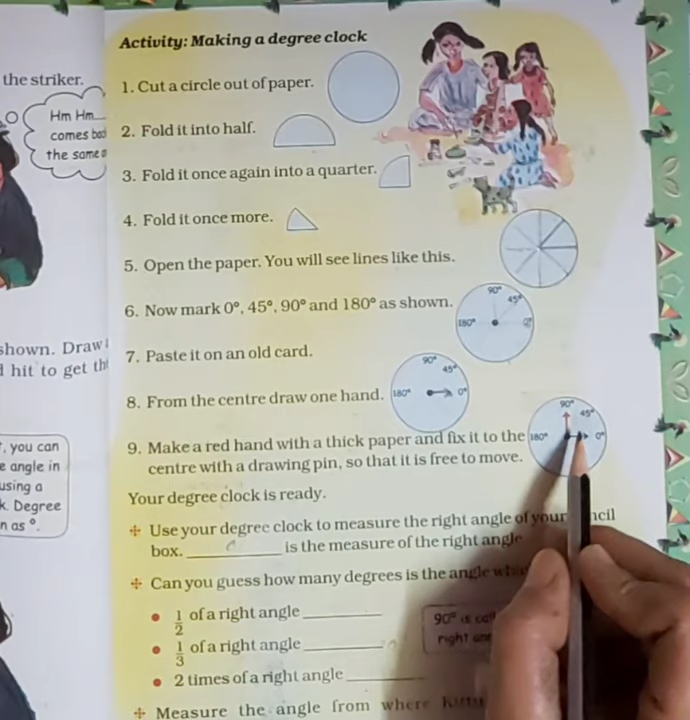 Activity: Making a degree clock
the striker.
1. Cut a circle out of paper.
Hm Hm
comes
the same
2. Fold it into half.
3. Fold it once again into a quarter.
4. Fold it once more.
5. Open the paper. You will see lines like this.
6. Now mark 0°, 45°, 90° and 180° as shown.
90°
45°
180°
0°
shown. Draw
hit to get
7. Paste it on an old card.
8. From the centre draw one hand.
90°
45°
180°
0°
9. Make a red hand with a thick paper and fix it to the
centre with a drawing pin, so that it is free to move.
90°
45°
180°
0°
, you can
angle in
using a
Degree
as °.
Your degree clock is ready.
Use your degree clock to measure the right angle of your
box. ________ is the measure of the right angle
Can you guess how many degrees is the angle
1/2 of a right angle ________
1/3 of a right angle ________
2 times of a right angle ________
90° is
right
Measure the angle from where